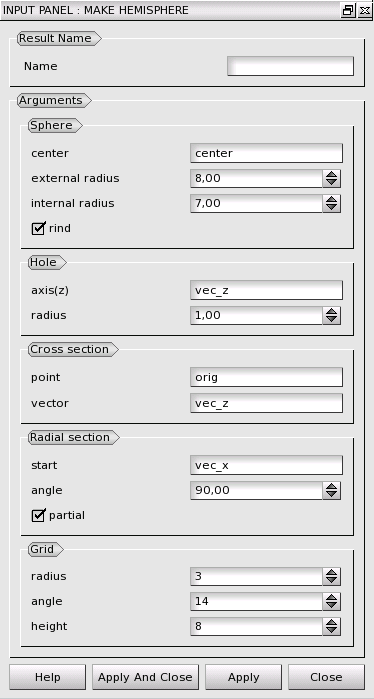 INPUT PANEL : MAKE HEMISPHERE
Result Name
Name
Arguments
Sphere
center center
external radius 8,00
internal radius 7,00
rind
Hole
axis(z) vec_z
radius 1,00
Cross section
point orig
vector vec_z
Radial section
start vec_x
angle 90,00
partial
Grid
radius 3
angle 14
height 8
Help Apply And Close Apply Close